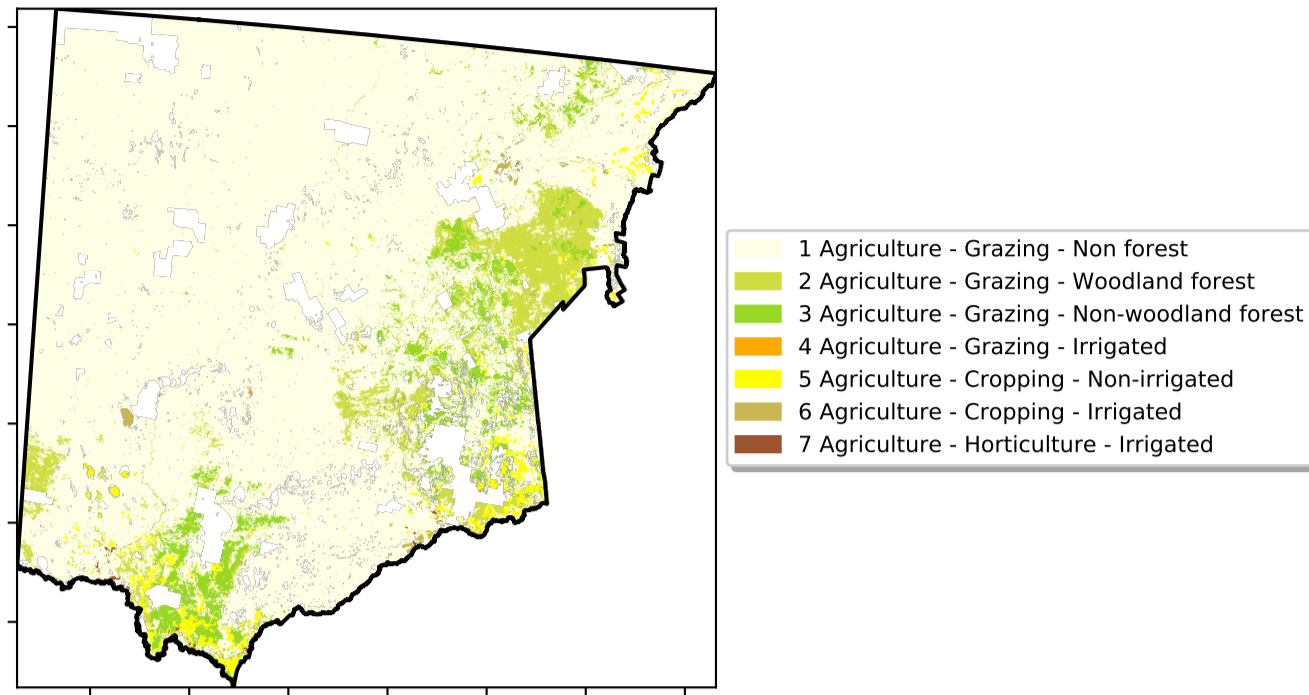 1 Agriculture - Grazing - Non forest
2 Agriculture - Grazing - Woodland forest
3 Agriculture - Grazing - Non-woodland forest
4 Agriculture - Grazing - Irrigated
5 Agriculture - Cropping - Non-irrigated
6 Agriculture - Cropping - Irrigated
7 Agriculture - Horticulture - Irrigated